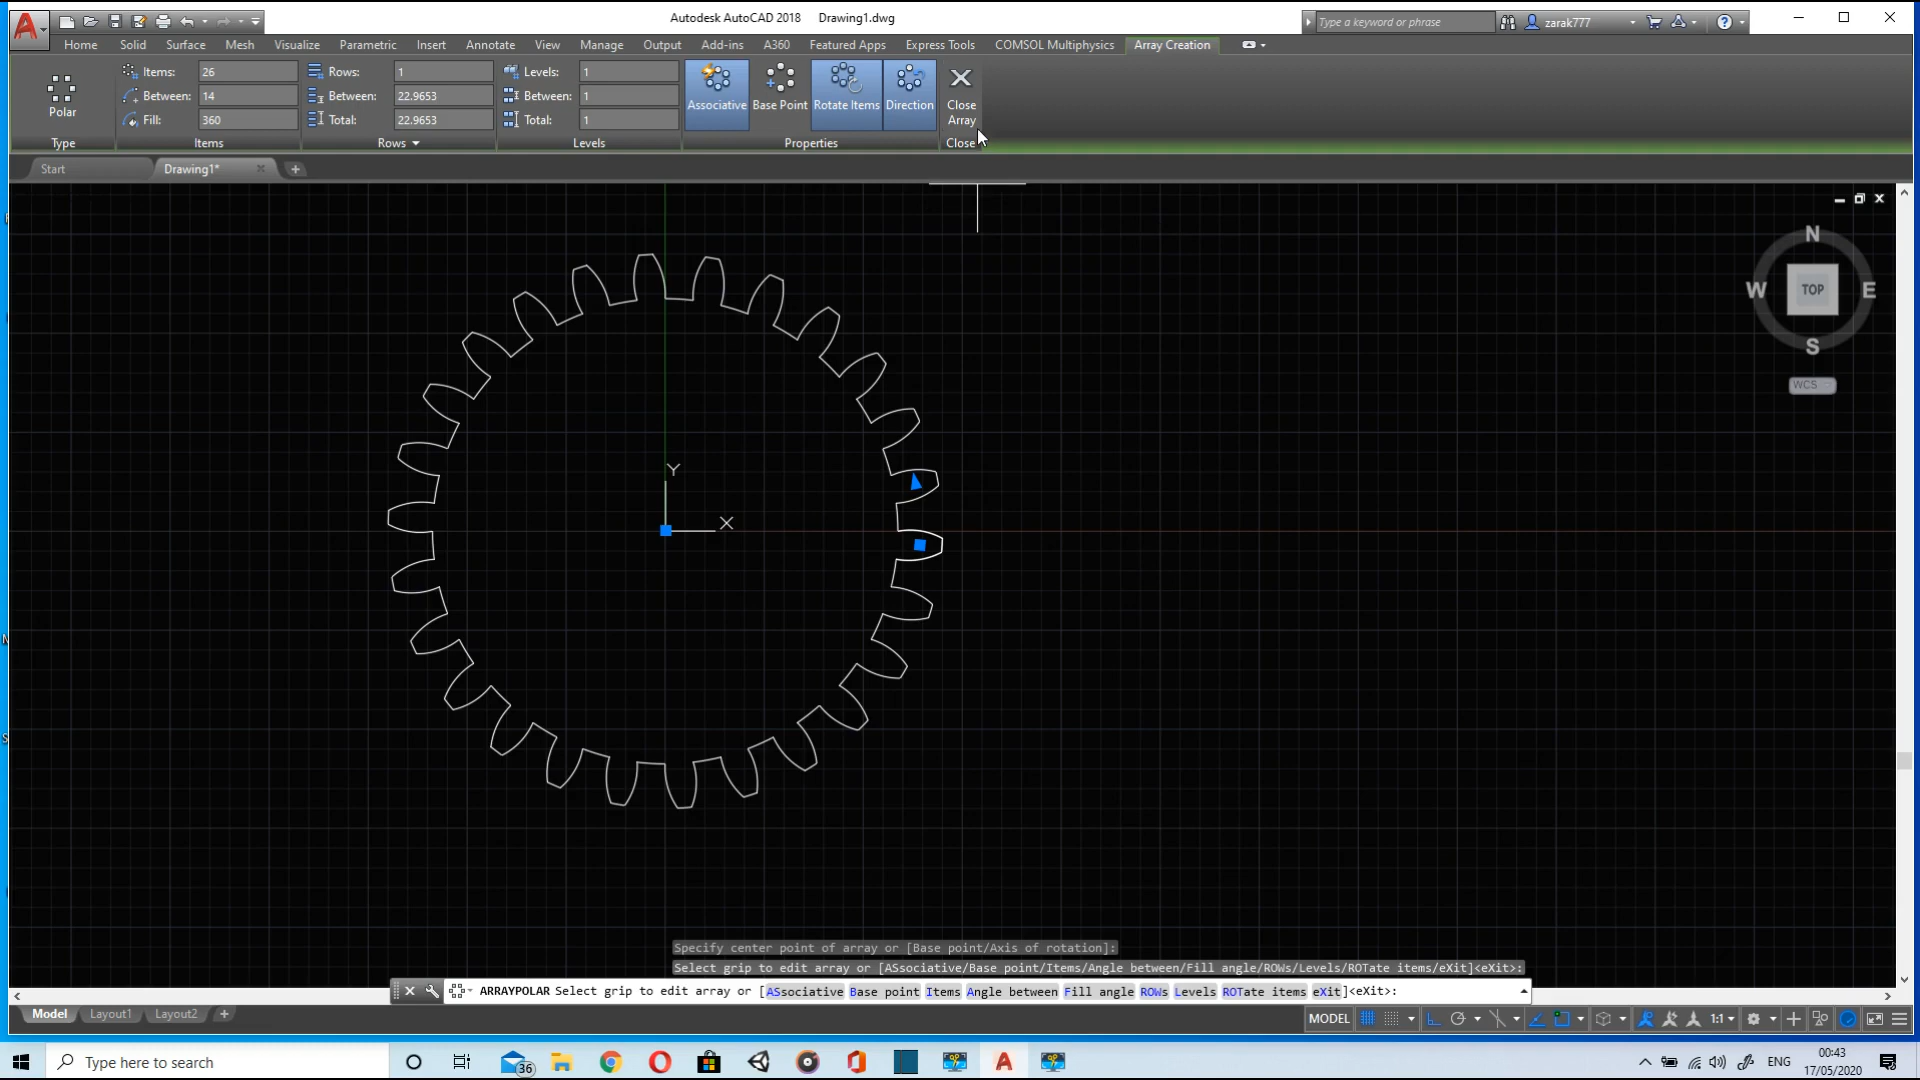 Autodesk AutoCAD 2018 Drawing1.dwg
Type a keyword or phrase
zarak777
Home Solid Surface Mesh Visualize Parametric Insert Annotate View Manage Output Add-ins A360 Featured Apps Express Tools COMSOL Multiphysics Array Creation
Items: 26 Rows: 1 Levels: 1
Between: 14 Between: 22.9653 Between: 1
Fill: 360 Total: 22.9653 Total: 1
Polar
Associative Base Point Rotate Items Direction
Close
Array
Type Items Rows Levels Properties Close
Start Drawing1*
N
W TOP E
S
WCS
Y
X
Specify center point of array or [Base point/Axis of rotation]:
Select grip to edit array or [ASsociative/Base point/Items/Angle between/Fill angle/ROWs/Levels/ROTate items/eXit]<eXit>:
ARRAYPOLAR Select grip to edit array or [ASsociative Base point Items Angle between Fill angle ROWs Levels ROTate items eXit]<eXit>:
Model Layout1 Layout2
MODEL 1:1
Type here to search
36
ENG
00:43
17/05/2020